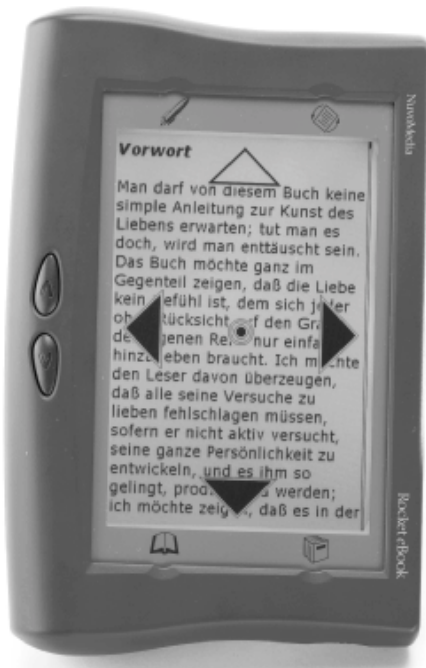 NuvoMedia
Vorwort
Man darf von diesem Buch keine
simple Anleitung zur Kunst des
Liebens erwarten; tut man es
doch, wird man enttäuscht sein.
Das Buch möchte ganz im
Gegenteil zeigen, daß die Liebe
kein Gefühl ist, dem sich jeder
Rücksicht den
nur
braucht. Ich möchte
den Leser davon überzeugen,
daß alle seine Versuche zu
lieben fehlschlagen müssen,
sofern er nicht aktiv versucht,
seine ganze Persönlichkeit zu
entwickeln, und es ihm so
gelingt, werden;
ich möchte daß es in der
Rocket eBook